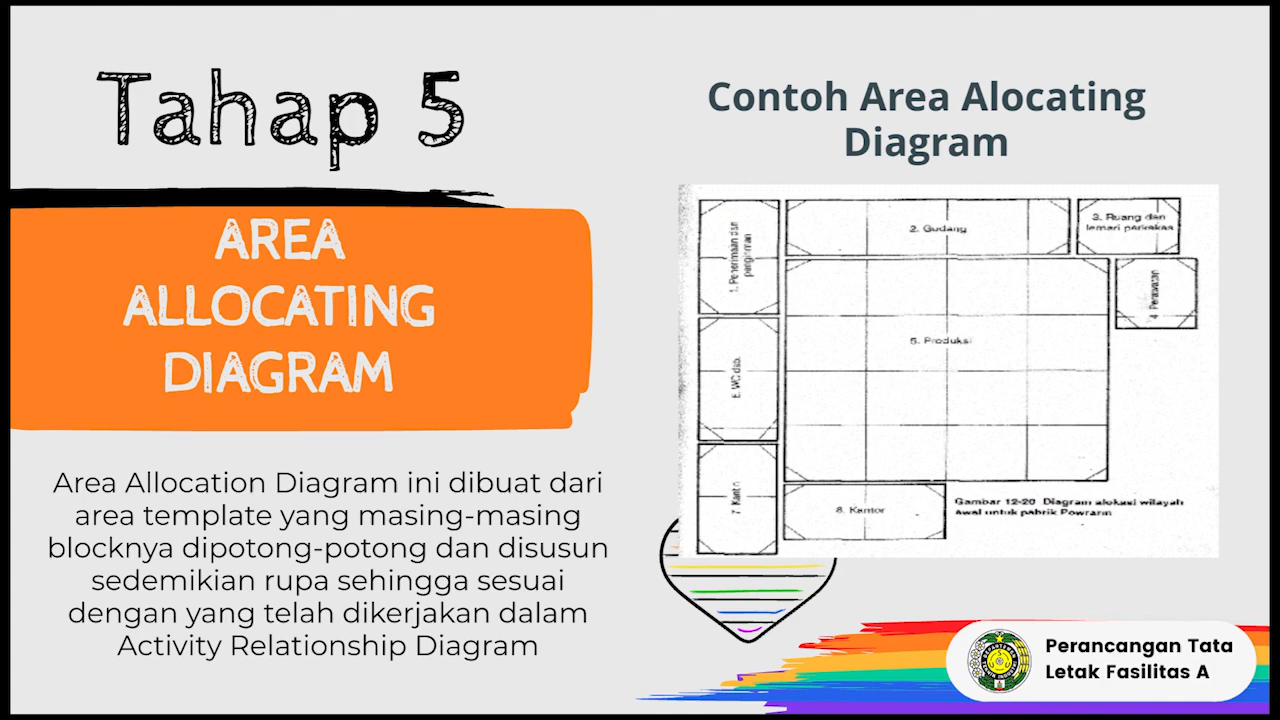 Tahap 5
AREA
ALLOCATING
DIAGRAM
Area Allocation Diagram ini dibuat dari
area template yang masing-masing
blocknya dipotong-potong dan disusun
sedemikian rupa sehingga sesuai
dengan yang telah dikerjakan dalam
Activity Relationship Diagram
Contoh Area Alocating
Diagram
1. Penerimaan dan
pengiriman
2. Gudang
3. Ruang dan
lemari perkakas
4. Perawatan
5. Produksi
6. WC dsb.
7. Kantor
8. Kantor
Gambar 12-20 Diagram alokasi wilayah
awal untuk pabrik Powrarm
Perancangan Tata
Letak Fasilitas A